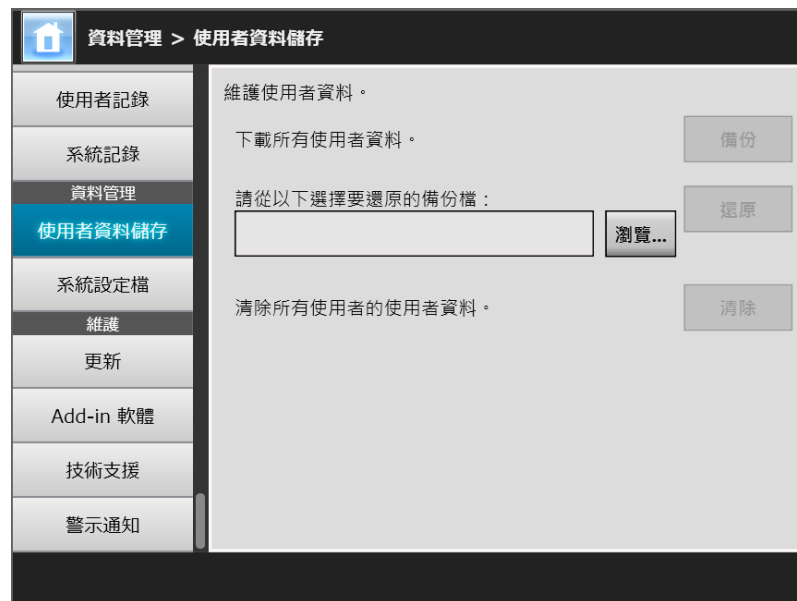 資料管理 > 使用者資料儲存
使用者記錄
系統記錄
資料管理
使用者資料儲存
系統設定檔
維護
更新
Add-in 軟體
技術支援
警示通知
維護使用者資料。
下載所有使用者資料。
備份
請從以下選擇要還原的備份檔：
還原
瀏覽...
清除所有使用者的使用者資料。
清除